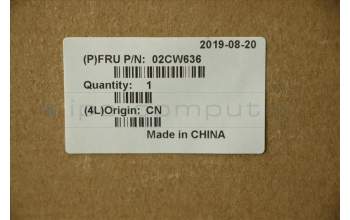 2019-08-20
(P)FRU P/N: 02CW636
Quantity: 1
(4L)Origin: CN
Made in CHINA